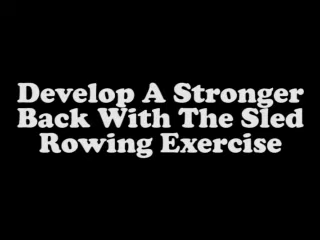 Develop A Stronger
Back With The Sled
Rowing Exercise